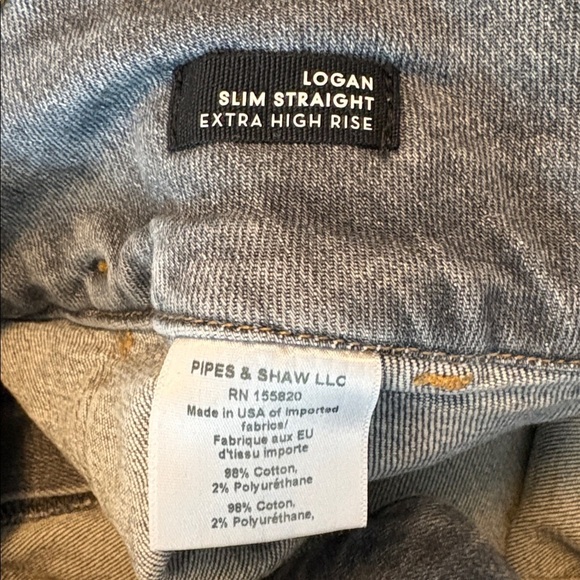 LOGAN
SLIM STRAIGHT
EXTRA HIGH RISE
PIPES & SHAW LLC
RN 155820
Made in USA of Imported
fabrics/
Fabrique aux EU
d'tissu importe
98% Cotton,
2% Polyuréthane
98% Coton,
2% Polyuréthane,